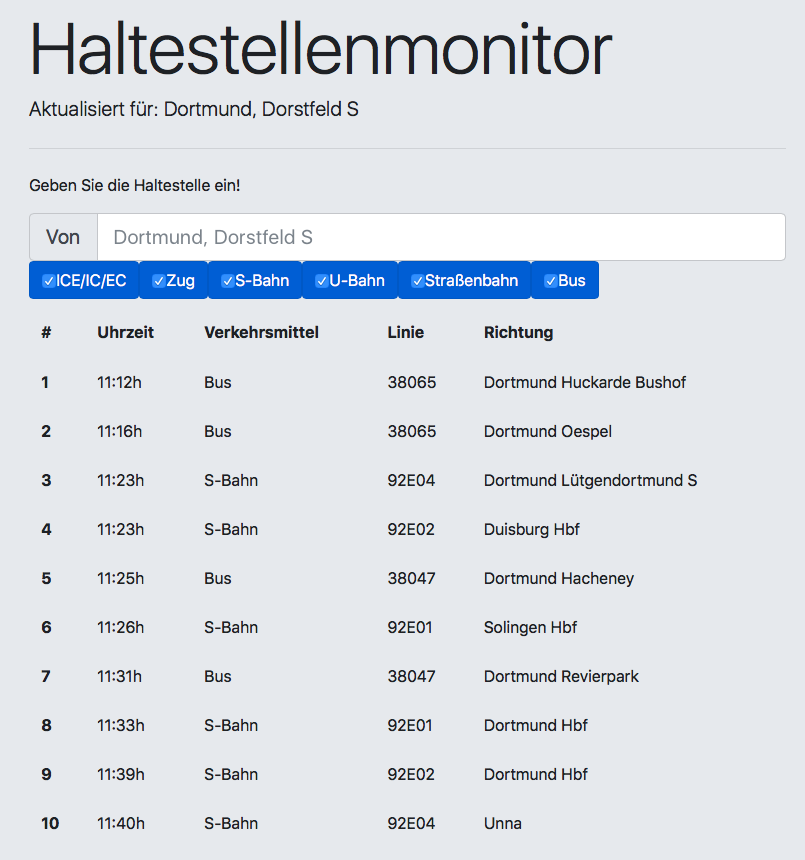 Haltestellenmonitor
Aktualisiert für: Dortmund, Dorstfeld S
Geben Sie die Haltestelle ein!
Von Dortmund, Dorstfeld S
ICE/IC/EC Zug S-Bahn U-Bahn Straßenbahn Bus
# Uhrzeit Verkehrsmittel Linie Richtung
1 11:12h Bus 38065 Dortmund Huckarde Bushof
2 11:16h Bus 38065 Dortmund Oespel
3 11:23h S-Bahn 92E04 Dortmund Lütgendortmund S
4 11:23h S-Bahn 92E02 Duisburg Hbf
5 11:25h Bus 38047 Dortmund Hacheney
6 11:26h S-Bahn 92E01 Solingen Hbf
7 11:31h Bus 38047 Dortmund Revierpark
8 11:33h S-Bahn 92E01 Dortmund Hbf
9 11:39h S-Bahn 92E02 Dortmund Hbf
10 11:40h S-Bahn 92E04 Unna